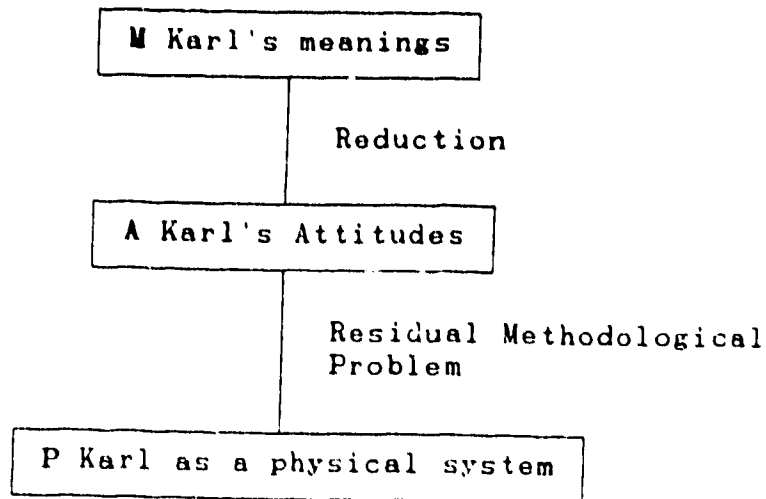 M Karl's meanings
Reduction
A Karl's Attitudes
Residual Methodological
Problem
P Karl as a physical system